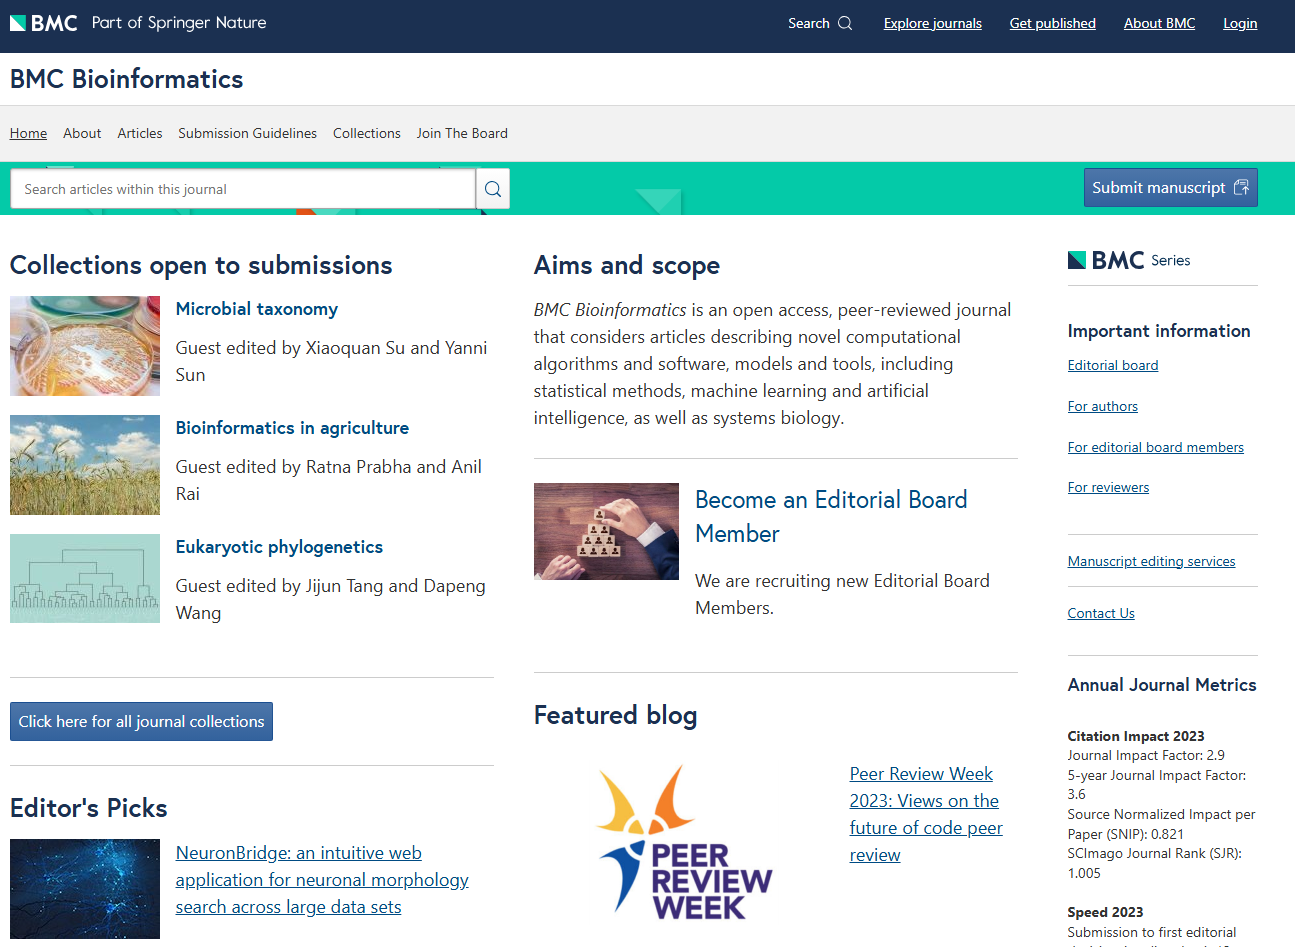 BMC Part of Springer Nature
Search Explore journals Get published About BMC Login
BMC Bioinformatics
Home About Articles Submission Guidelines Collections Join The Board
Search articles within this journal
Submit manuscript
Collections open to submissions
Microbial taxonomy
Guest edited by Xiaoquan Su and Yanni
Sun
Bioinformatics in agriculture
Guest edited by Ratna Prabha and Anil
Rai
Eukaryotic phylogenetics
Guest edited by Jijun Tang and Dapeng
Wang
Click here for all journal collections
Editor's Picks
NeuronBridge: an intuitive web
application for neuronal morphology
search across large data sets
Aims and scope
BMC Bioinformatics is an open access, peer-reviewed journal
that considers articles describing novel computational
algorithms and software, models and tools, including
statistical methods, machine learning and artificial
intelligence, as well as systems biology.
Become an Editorial Board
Member
We are recruiting new Editorial Board
Members.
Featured blog
PEER
REVIEW
WEEK
Peer Review Week
2023: Views on the
future of code peer
review
BMC Series
Important information
Editorial board
For authors
For editorial board members
For reviewers
Manuscript editing services
Contact Us
Annual Journal Metrics
Citation Impact 2023
Journal Impact Factor: 2.9
5-year Journal Impact Factor:
3.6
Source Normalized Impact per
Paper (SNIP): 0.821
SCImago Journal Rank (SJR):
1.005
Speed 2023
Submission to first editorial